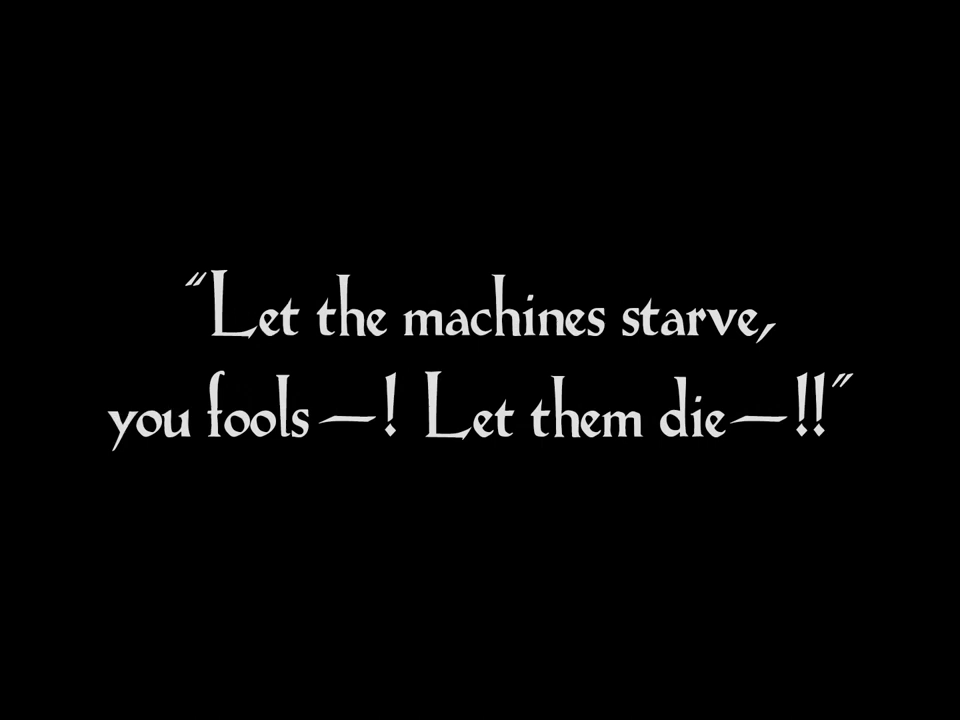 "Let the machines starve,
you fools—! Let them die—!!"